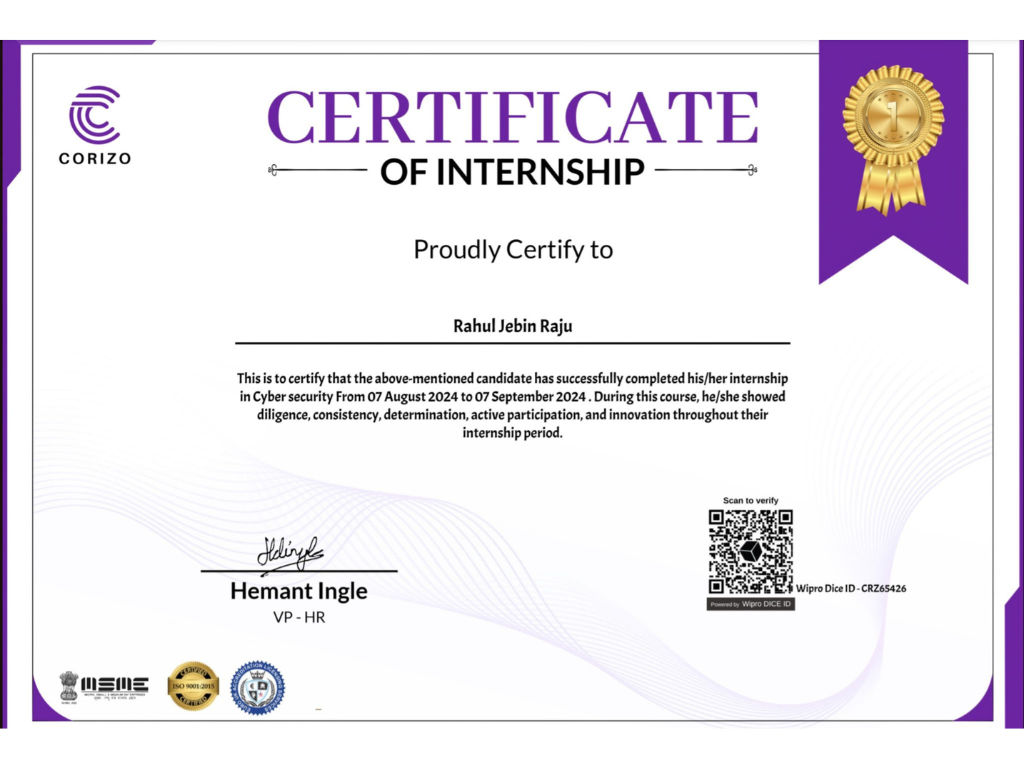 CORIZO
CERTIFICATE
OF INTERNSHIP
1
Proudly Certify to
Rahul Jebin Raju
This is to certify that the above-mentioned candidate has successfully completed his/her internship
in Cyber security From 07 August 2024 to 07 September 2024 . During this course, he/she showed
diligence, consistency, determination, active participation, and innovation throughout their
internship period.
Scan to verify
Wipro Dice ID - CRZ65426
Powered by Wipro DICE ID
Hemant Ingle
VP - HR
MSME
CERTIFIED
ISO 9001:2015
CERTIFIED